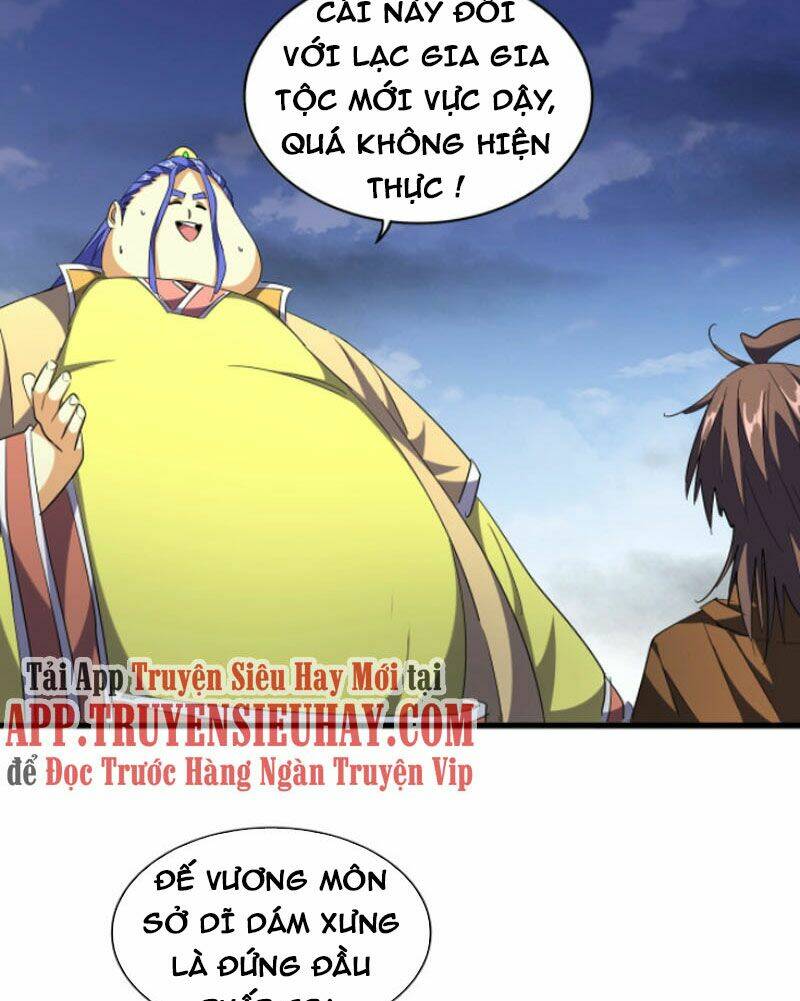 CÁI NÀY ĐỐI
VỚI LẠC GIA GIA
TỘC MỚI VỰC DẬY,
QUÁ KHÔNG HIỆN
THỰC !
Tải App Truyện Siêu Hay Mới tại
APP.TRUYENSIEUHAY.COM
để Đọc Trước Hàng Ngàn Truyện Vip
ĐẾ VƯƠNG MÔN
SỞ DĨ DÁM XƯNG
LÀ ĐỨNG ĐẦU